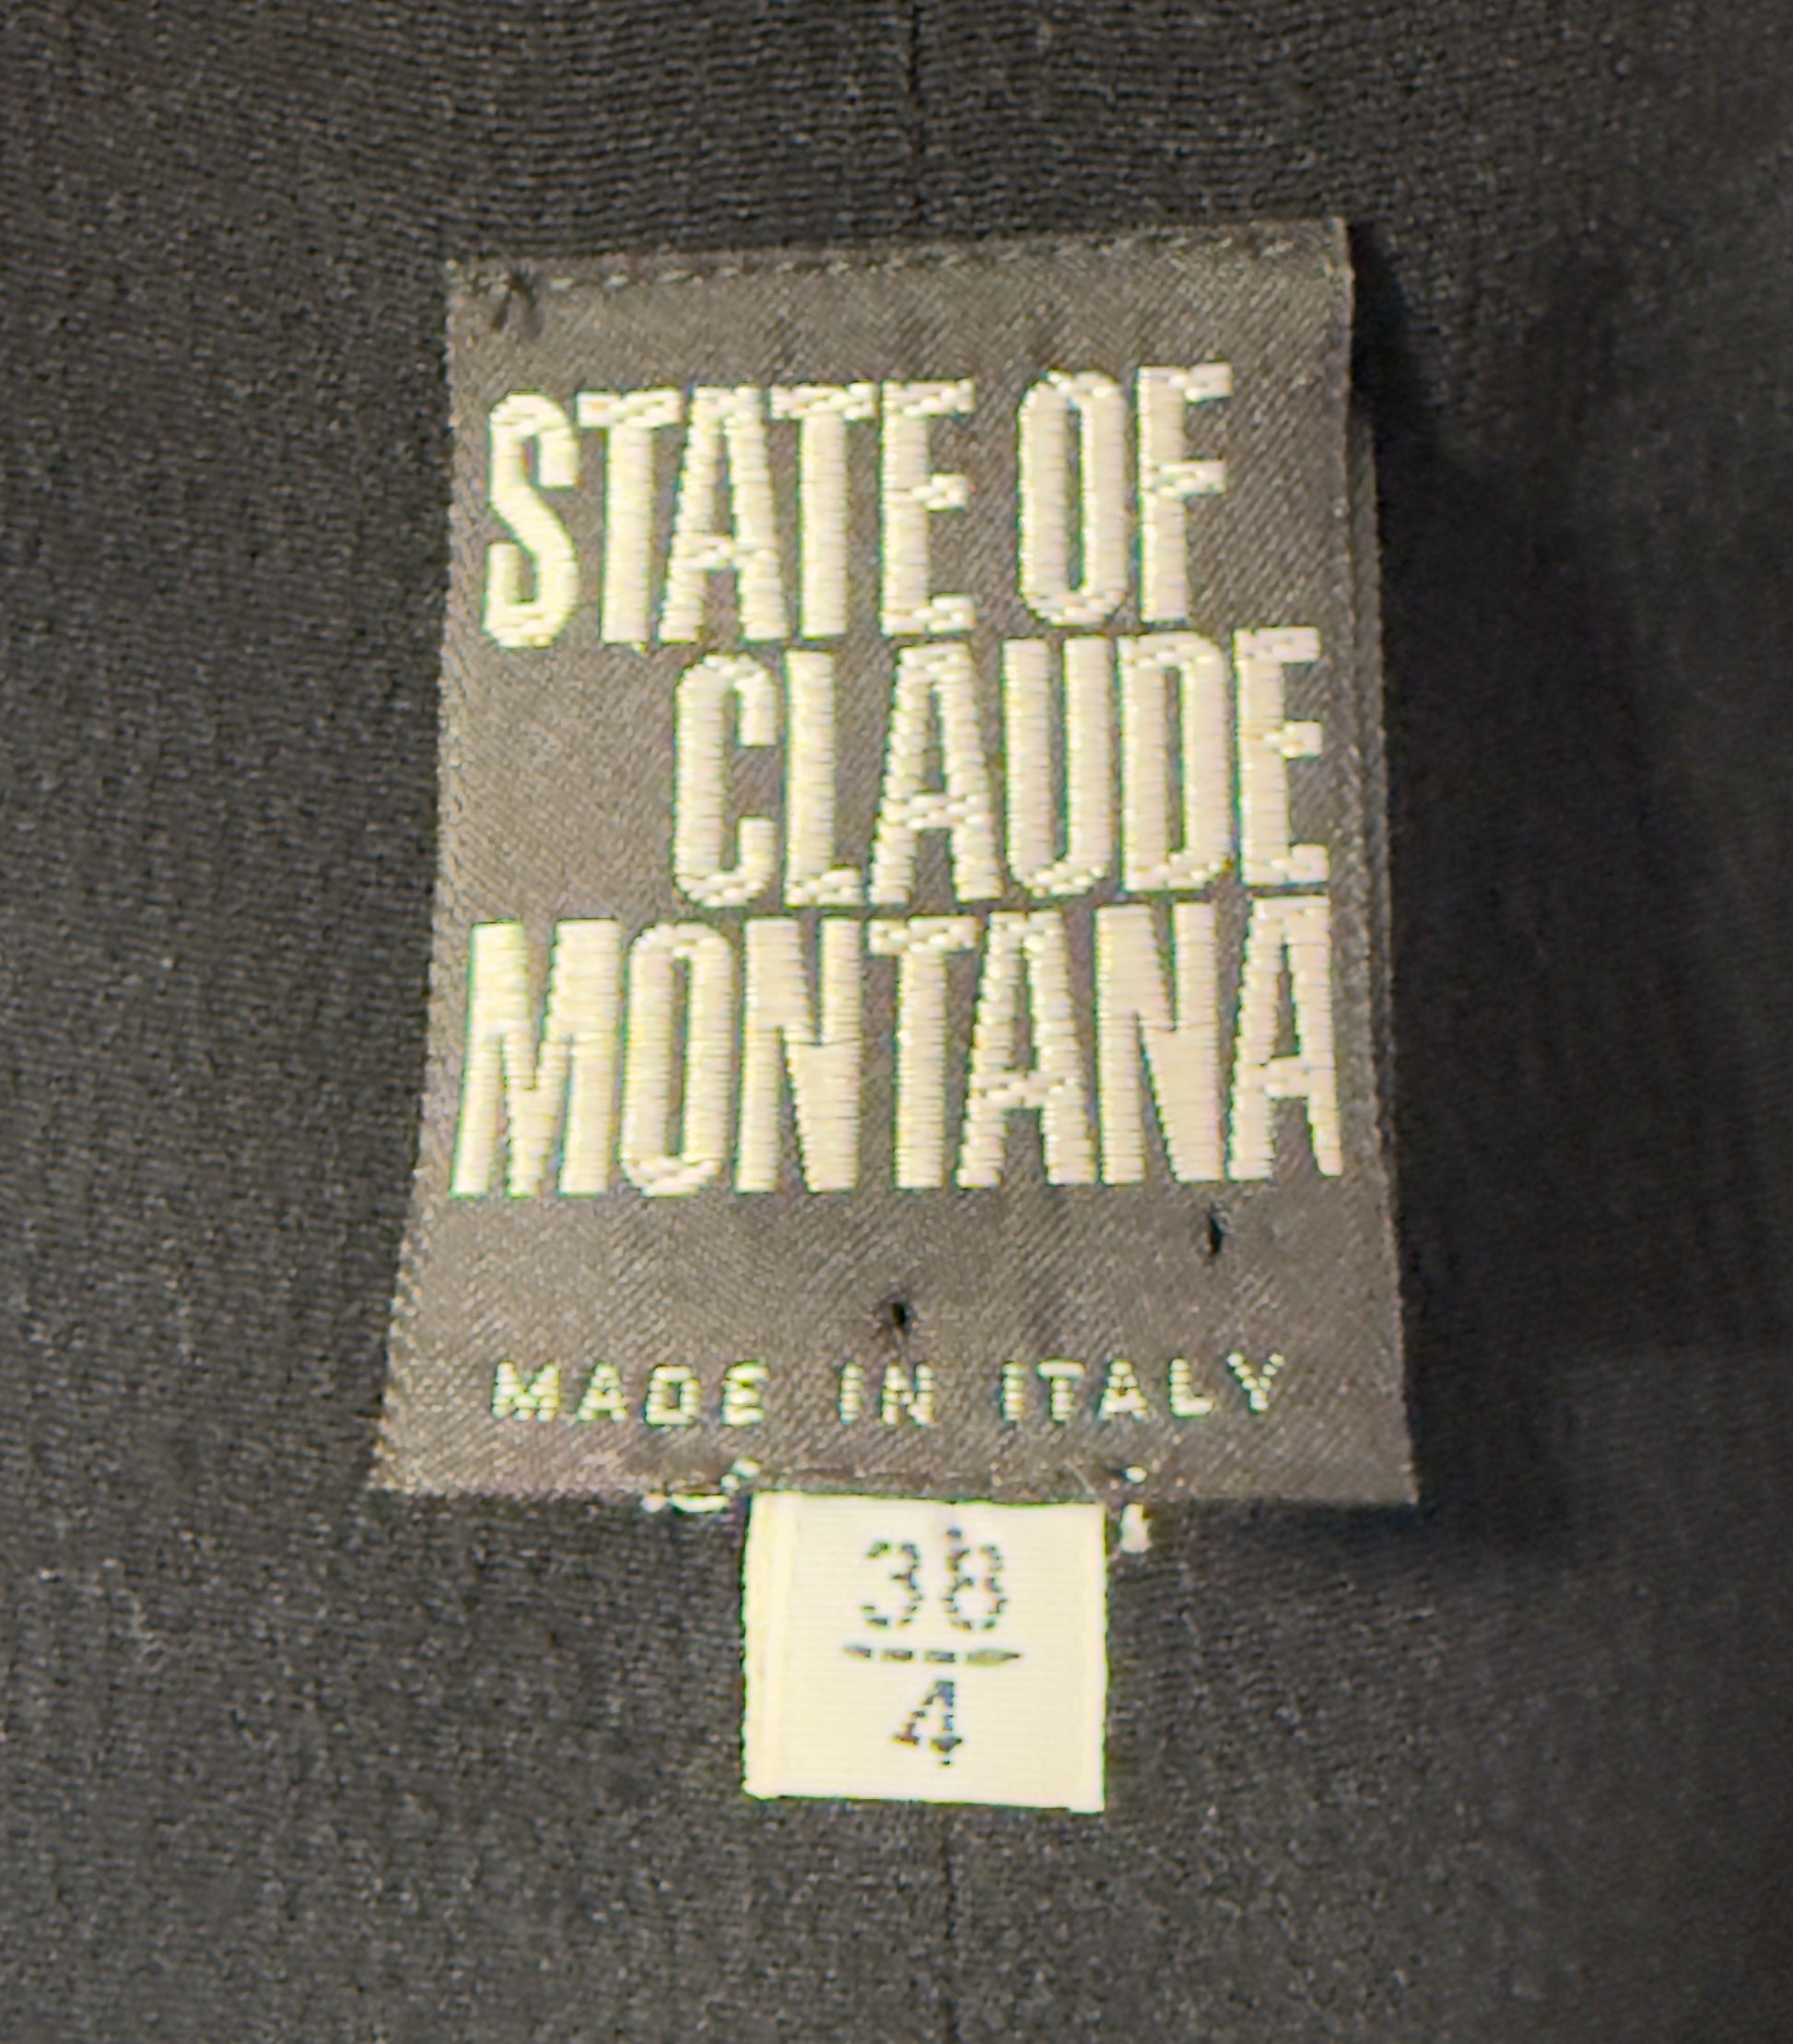 STATE OF
CLAUDE
MONTANA
MADE IN ITALY
38
4